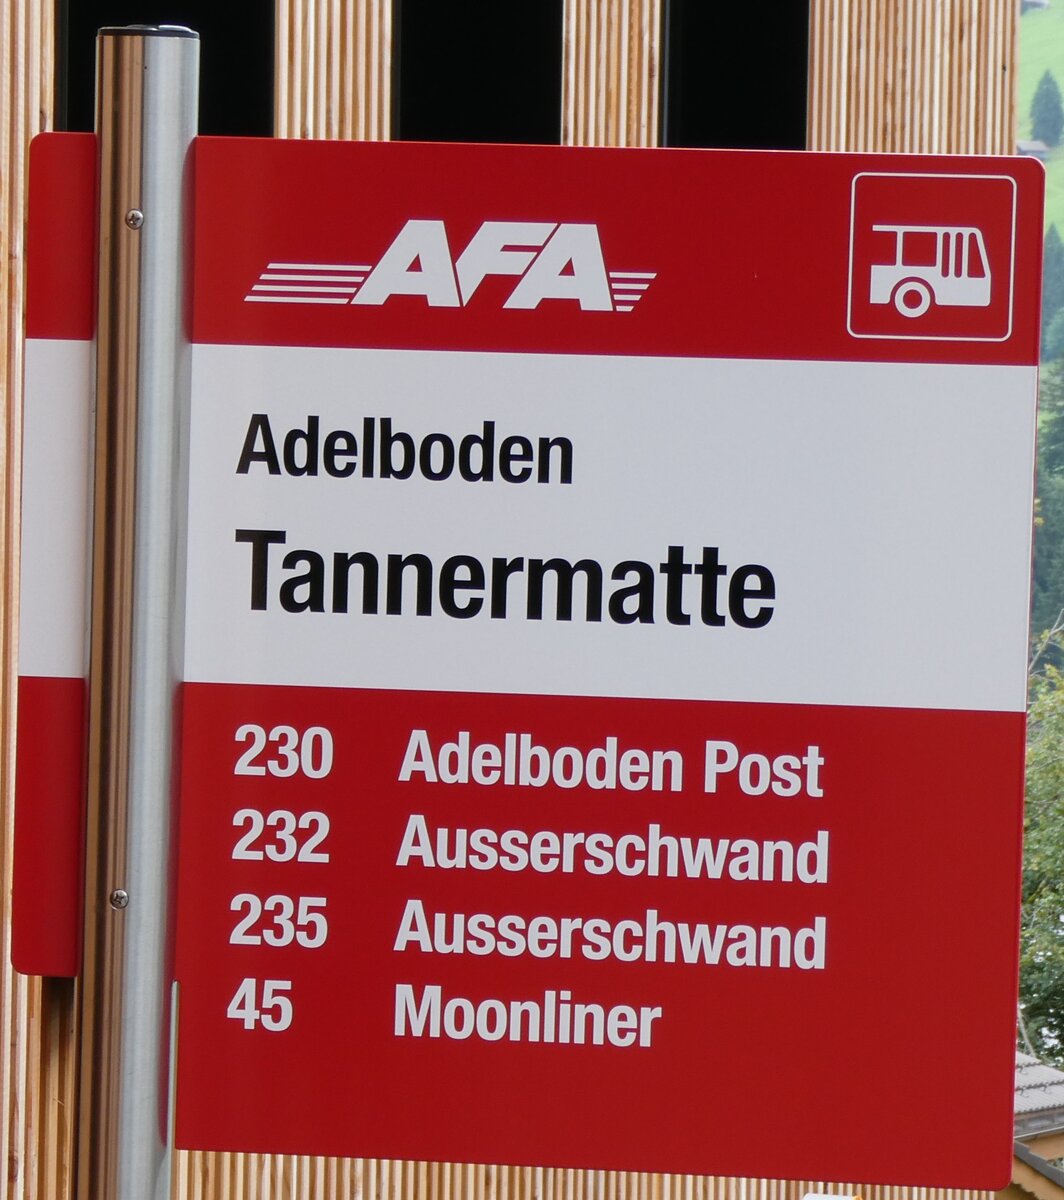 AFA
Adelboden
Tannermatte
230 Adelboden Post
232 Ausserschwand
235 Ausserschwand
45 Moonliner